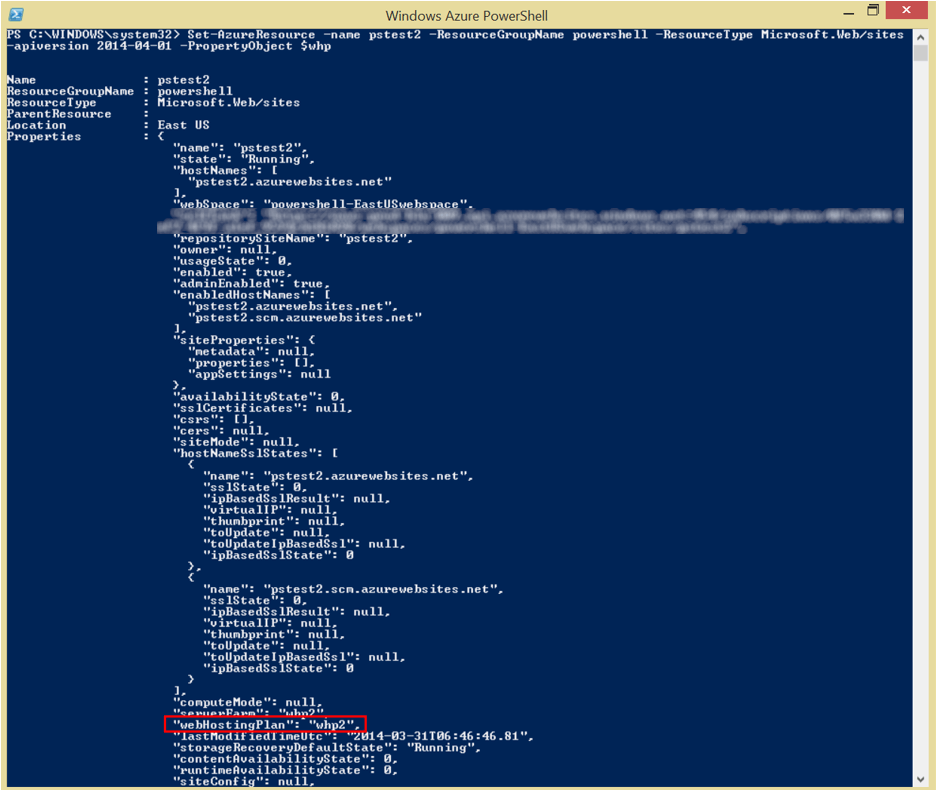 Windows Azure PowerShell
PS C:\WINDOWS\system32> Set-AzureResource -name pstest2 -ResourceGroupName powershell -ResourceType Microsoft.Web/sites
-apiversion 2014-04-01 -PropertyObject $whp
Name : pstest2
ResourceGroupName : powershell
ResourceType : Microsoft.Web/sites
ParentResource :
Location : East US
Properties : {
"name": "pstest2",
"state": "Running",
"hostNames": [
"pstest2.azurewebsites.net"
],
"webSpace": "powershell-EastUSwebspace",
"repositorySiteName": "pstest2",
"owner": null,
"usageState": 0,
"enabled": true,
"adminEnabled": true,
"enabledHostNames": [
"pstest2.azurewebsites.net",
"pstest2.scm.azurewebsites.net"
],
"siteProperties": {
"metadata": null,
"properties": [],
"appSettings": null
},
"availabilityState": 0,
"sslCertificates": null,
"csrs": [],
"cers": null,
"siteMode": null,
"hostNameSslStates": [
{
"name": "pstest2.azurewebsites.net",
"sslState": 0,
"ipBasedSslResult": null,
"virtualIP": null,
"thumbprint": null,
"toUpdate": null,
"toUpdateIpBasedSsl": null,
"ipBasedSslState": 0
},
{
"name": "pstest2.scm.azurewebsites.net",
"sslState": 0,
"ipBasedSslResult": null,
"virtualIP": null,
"thumbprint": null,
"toUpdate": null,
"toUpdateIpBasedSsl": null,
"ipBasedSslState": 0
}
],
"computeMode": null,
"serverFarm": "whp2",
"webHostingPlan": "whp2",
"lastModifiedTimeUtc": "2014-03-31T06:46:46.81",
"storageRecoveryDefaultState": "Running",
"contentAvailabilityState": 0,
"runtimeAvailabilityState": 0,
"siteConfig": null,